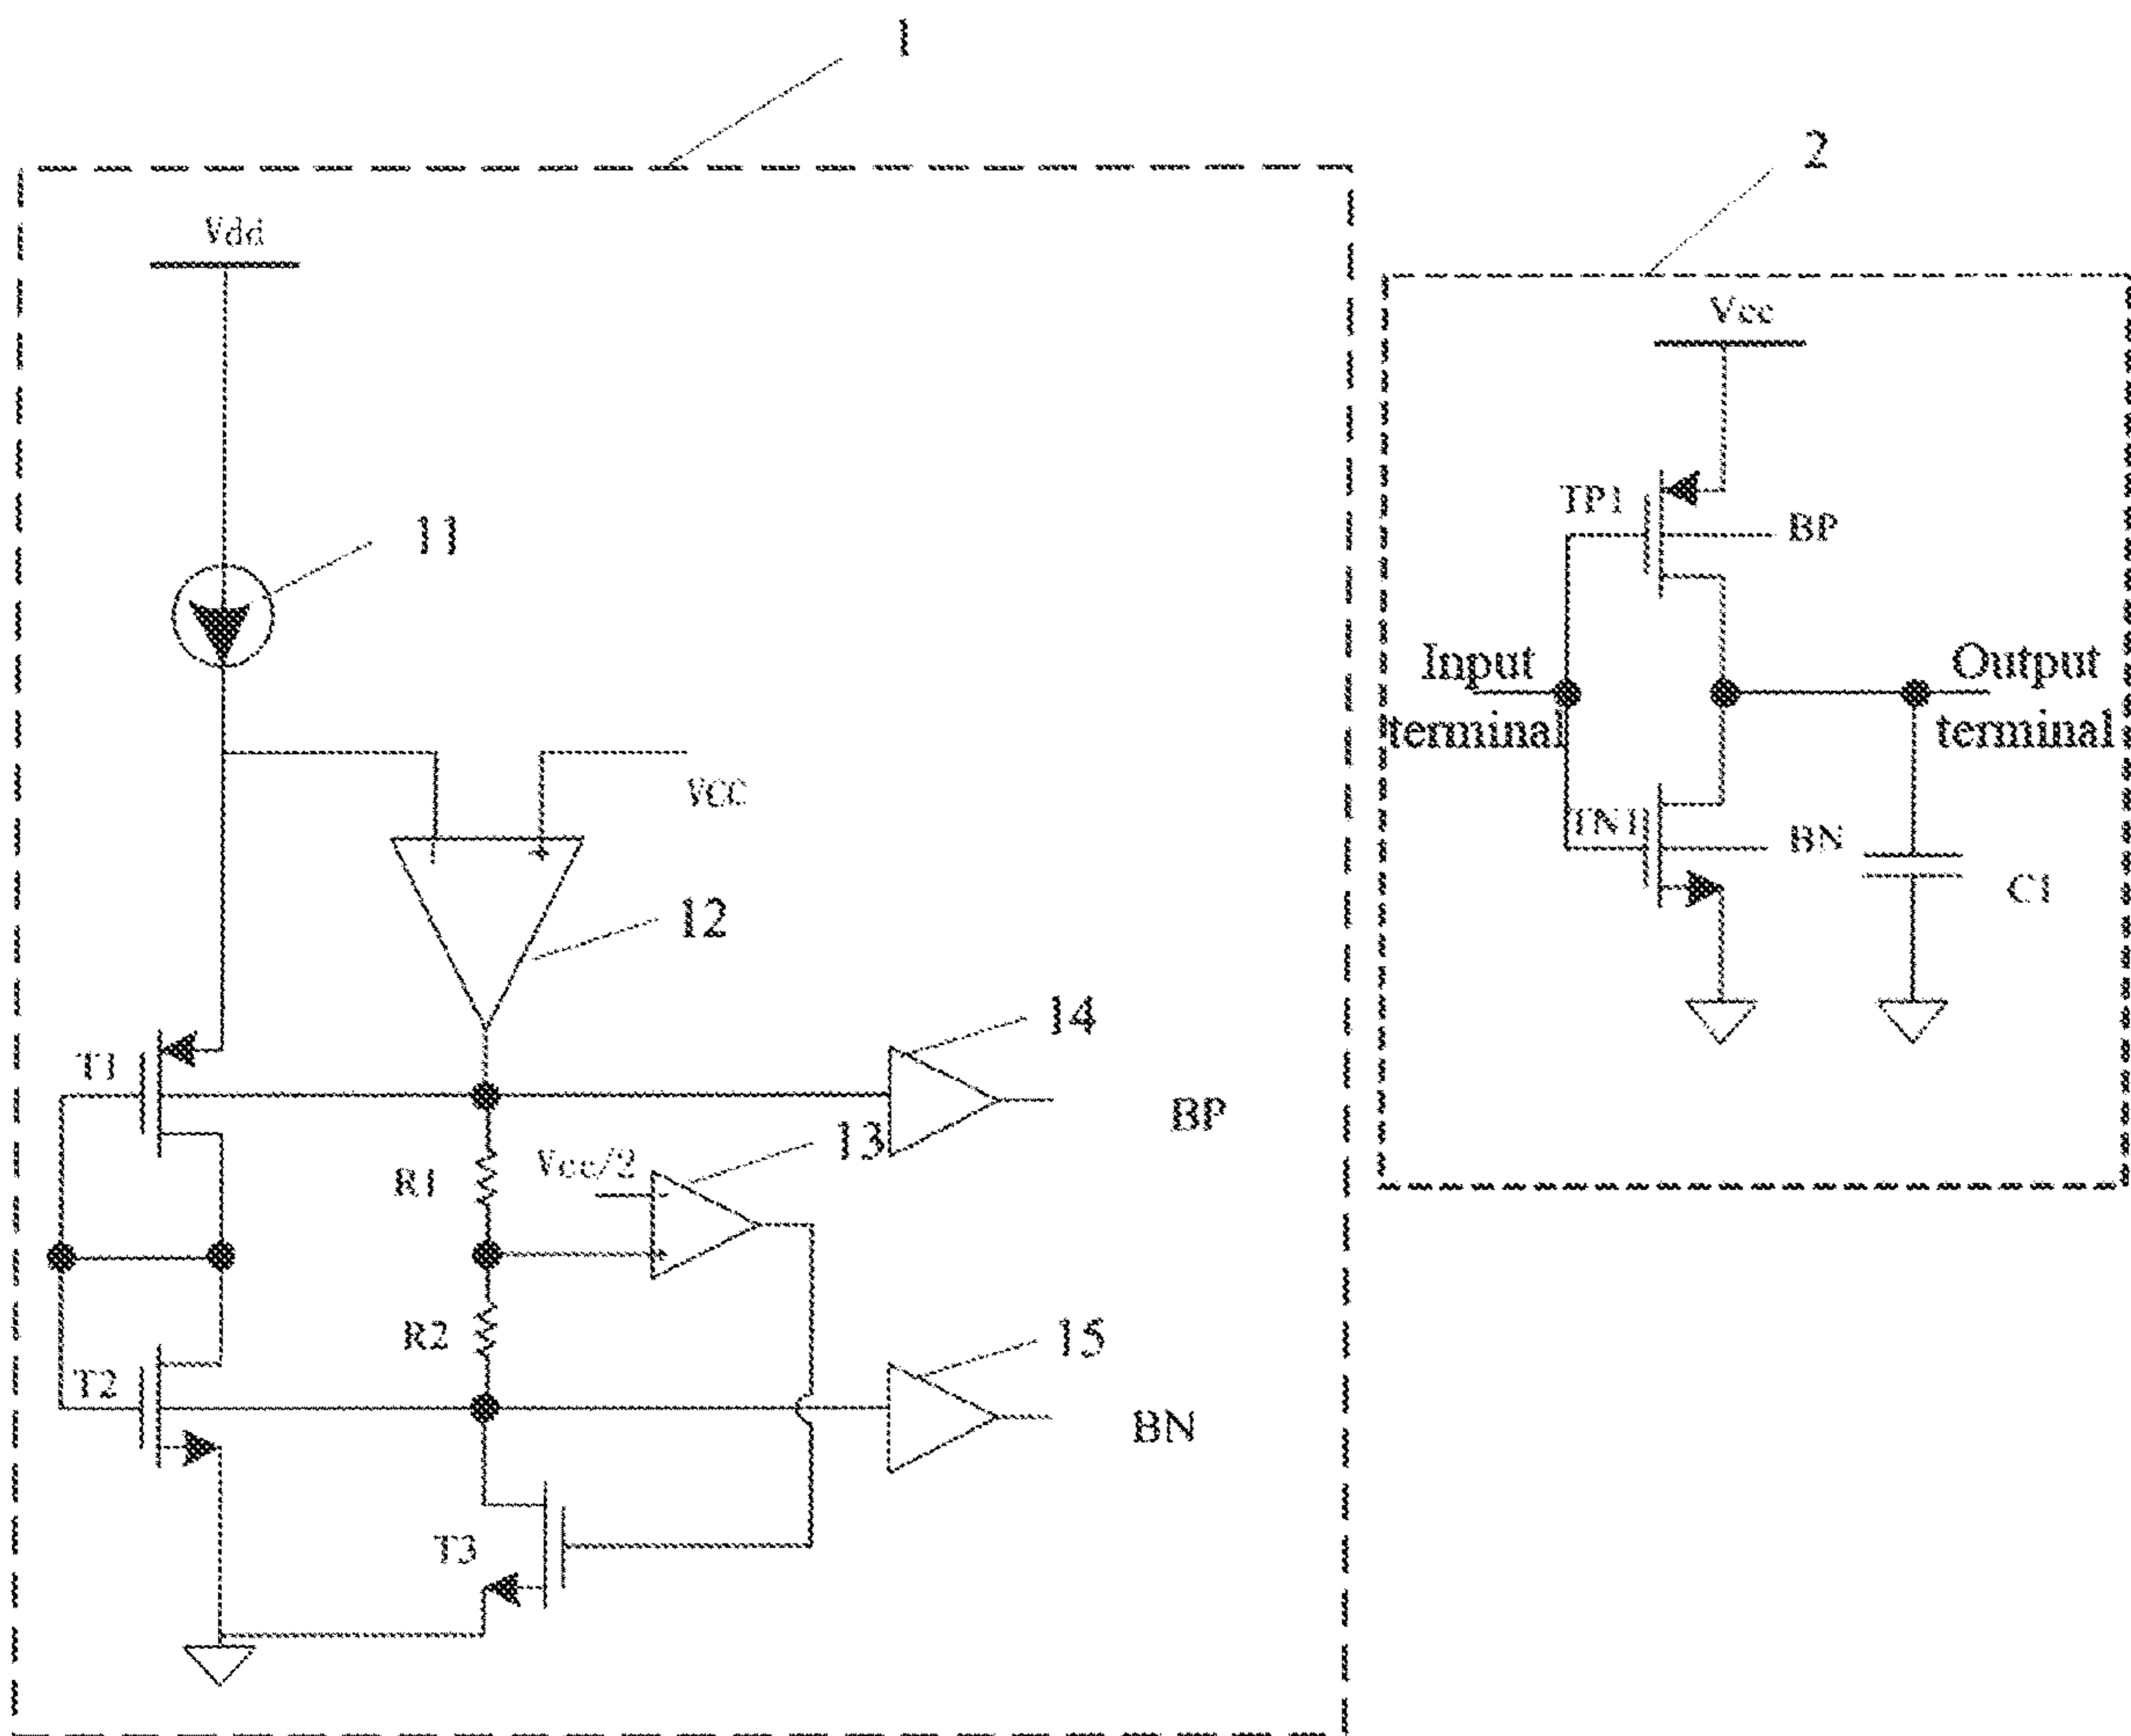 1
2
Vdd
Vcc
11
TP1
BP
Input
terminal
Output
terminal
VCC
TN1
BN
C1
12
14
T1
BP
13
Vcc/2
R1
R2
15
T2
BN
T3